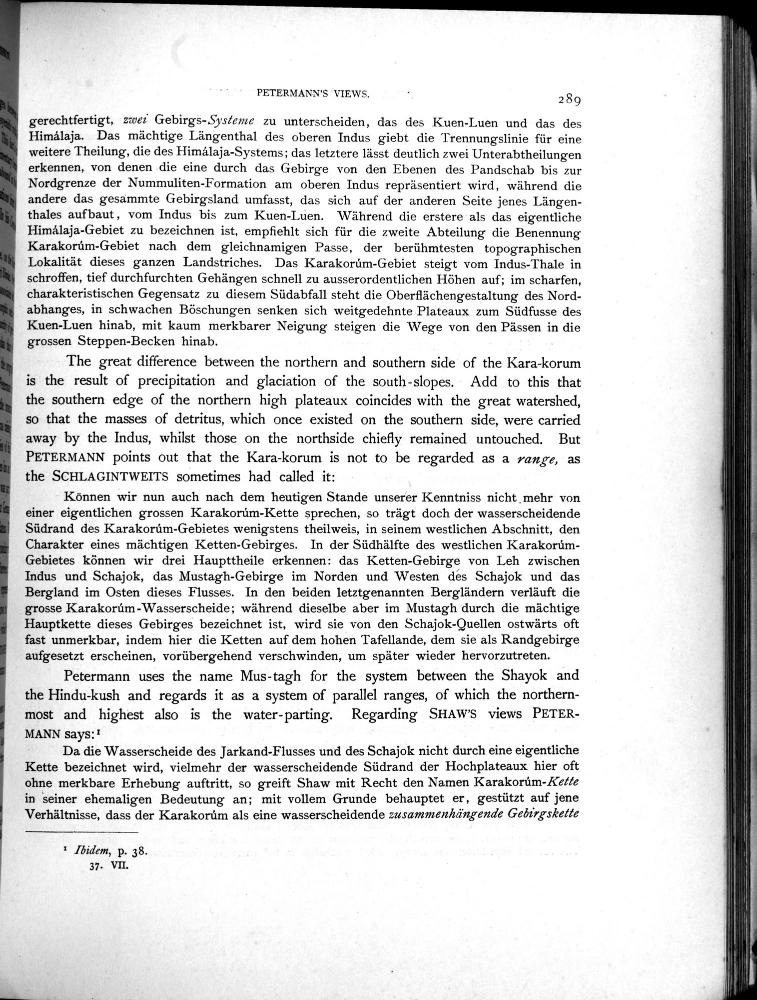 PETERMANN'S VIEWS.
289
gerechtfertigt, zwei Gebirgs-Systeme zu unterscheiden, das des Kuen-Luen und das des
Himálaja. Das mächtige Längenthal des oberen Indus giebt die Trennungslinie für eine
weitere Theilung, die des Himálaja-Systems; das letztere lässt deutlich zwei Unterabtheilungen
erkennen, von denen die eine durch das Gebirge von den Ebenen des Pandschab bis zur
Nordgrenze der Nummuliten-Formation am oberen Indus repräsentiert wird, während die
andere das gesammte Gebirgsland umfasst, das sich auf der anderen Seite jenes Längen-
thales aufbaut, vom Indus bis zum Kuen-Luen. Während die erstere als das eigentliche
Himálaja-Gebiet zu bezeichnen ist, empfiehlt sich für die zweite Abteilung die Benennung
Karakorúm-Gebiet nach dem gleichnamigen Passe, der berühmtesten topographischen
Lokalität dieses ganzen Landstriches. Das Karakorúm-Gebiet steigt vom Indus-Thale in
schroffen, tief durchfurchten Gehängen schnell zu ausserordentlichen Höhen auf; im scharfen,
charakteristischen Gegensatz zu diesem Südabfall steht die Oberflächengestaltung des Nord-
abhanges, in schwachen Böschungen senken sich weitgedehnte Plateaux zum Südfusse des
Kuen-Luen hinab, mit kaum merkbarer Neigung steigen die Wege von den Pässen in die
grossen Steppen-Becken hinab.
The great difference between the northern and southern side of the Kara-korum
is the result of precipitation and glaciation of the south-slopes. Add to this that
the southern edge of the northern high plateaux coincides with the great watershed,
so that the masses of detritus, which once existed on the southern side, were carried
away by the Indus, whilst those on the northside chiefly remained untouched. But
PETERMANN points out that the Kara-korum is not to be regarded as a range, as
the SCHLAGINTWEITS sometimes had called it:
Können wir nun auch nach dem heutigen Stande unserer Kenntniss nicht mehr von
einer eigentlichen grossen Karakorúm-Kette sprechen, so trägt doch der wasserscheidende
Südrand des Karakorúm-Gebietes wenigstens theilweis, in seinem westlichen Abschnitt, den
Charakter eines mächtigen Ketten-Gebirges. In der Südhälfte des westlichen Karakorúm-
Gebietes können wir drei Haupttheile erkennen: das Ketten-Gebirge von Leh zwischen
Indus und Schajok, das Mustagh-Gebirge im Norden und Westen des Schajok und das
Bergland im Osten dieses Flusses. In den beiden letztgenannten Bergländern verläuft die
grosse Karakorúm-Wasserscheide; während dieselbe aber im Mustagh durch die mächtige
Hauptkette dieses Gebirges bezeichnet ist, wird sie von den Schajok-Quellen ostwärts oft
fast unmerkbar, indem hier die Ketten auf dem hohen Tafellande, dem sie als Randgebirge
aufgesetzt erscheinen, vorübergehend verschwinden, um später wieder hervorzutreten.
Petermann uses the name Mus-tagh for the system between the Shayok and
the Hindu-kush and regards it as a system of parallel ranges, of which the northern-
most and highest also is the water-parting. Regarding SHAW'S views PETER-
MANN says:¹
Da die Wasserscheide des Jarkand-Flusses und des Schajok nicht durch eine eigentliche
Kette bezeichnet wird, vielmehr der wasserscheidende Südrand der Hochplateaux hier oft
ohne merkbare Erhebung auftritt, so greift Shaw mit Recht den Namen Karakorúm-Kette
in seiner ehemaligen Bedeutung an; mit vollem Grunde behauptet er, gestützt auf jene
Verhältnisse, dass der Karakorúm als eine wasserscheidende zusammenhängende Gebirgskette
¹ Ibidem, p. 38.
37. VII.